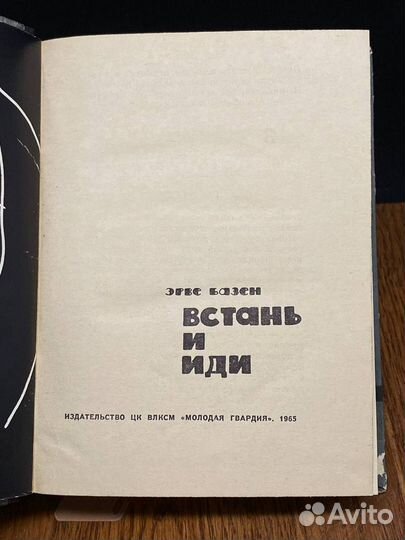 ЭРВЕ БАЗЕН
ВСТАНЬ
И
ИДИ
ИЗДАТЕЛЬСТВО ЦК ВЛКСМ «МОЛОДАЯ ГВАРДИЯ», 1965
Avito